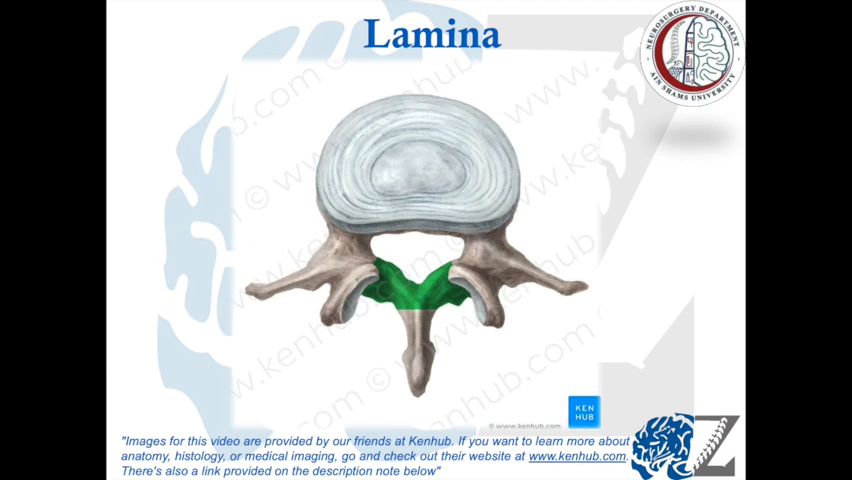 Lamina
NEUROSURGERY DEPARTMENT
AIN SHAMS UNIVERSITY
KEN
HUB
© www.kenhub.com
"Images for this video are provided by our friends at Kenhub. If you want to learn more about
anatomy, histology, or medical imaging, go and check out their website at www.kenhub.com.
There's also a link provided on the description note below"